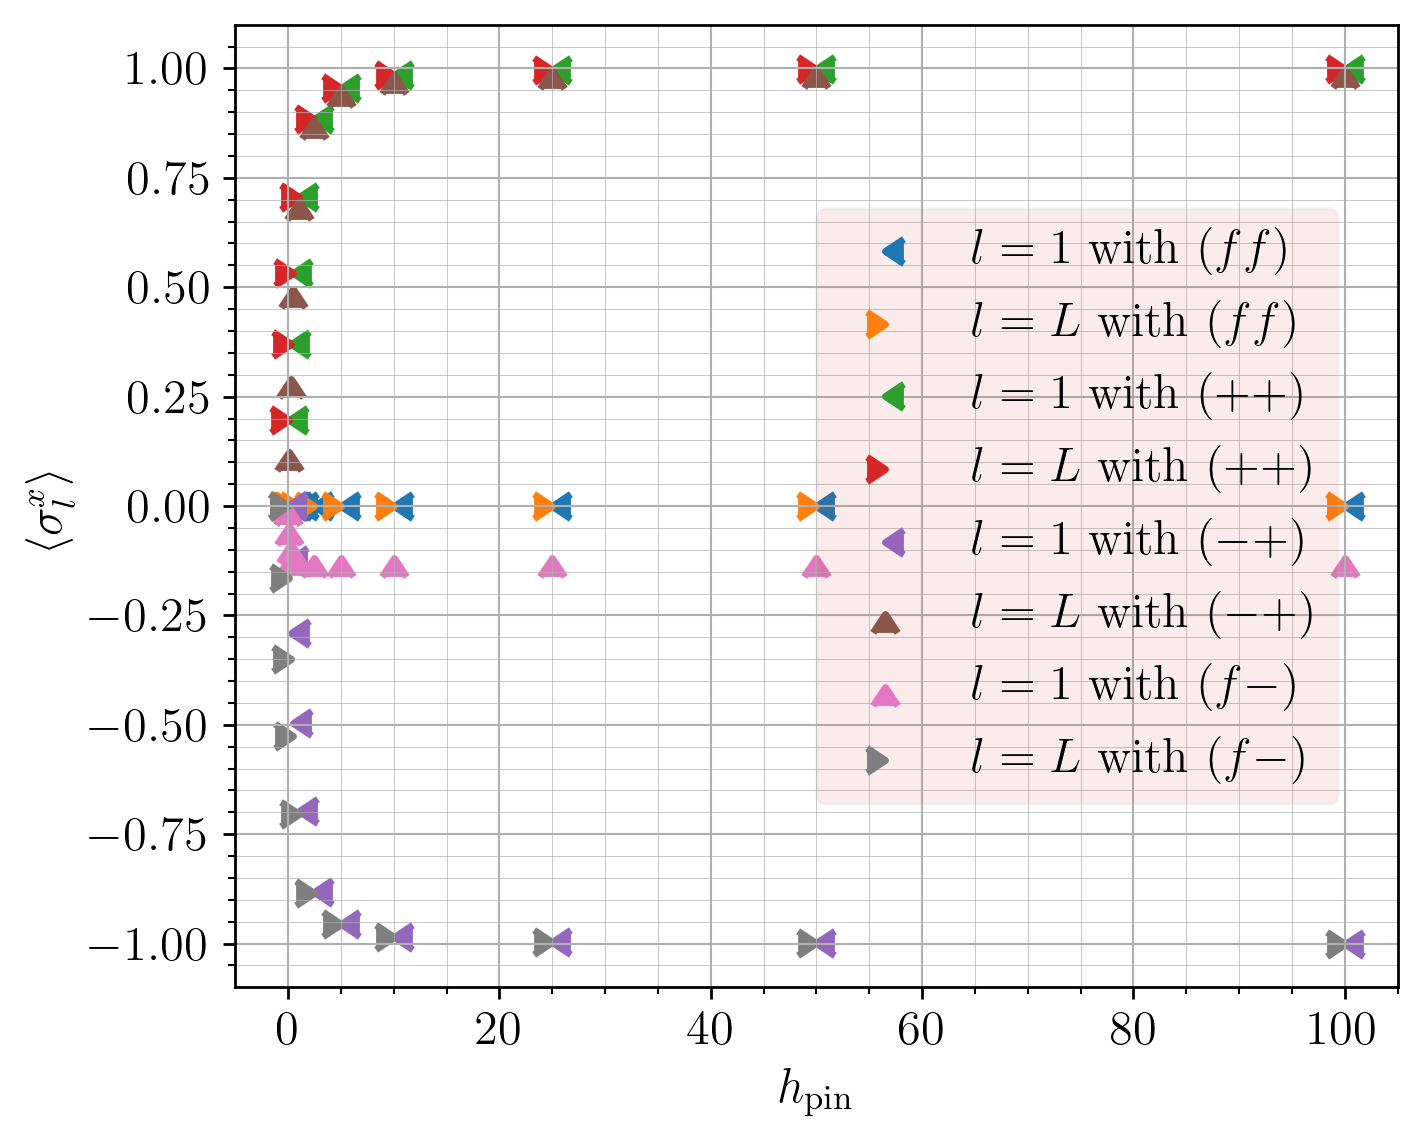 1.00
0.75
0.50
0.25
0.00
−0.25
−0.50
−0.75
−1.00
⟨σ_l^x⟩
l = 1 with (ff)
l = L with (ff)
l = 1 with (++)
l = L with (++)
l = 1 with (−+)
l = L with (−+)
l = 1 with (f−)
l = L with (f−)
0 20 40 60 80 100
h_pin